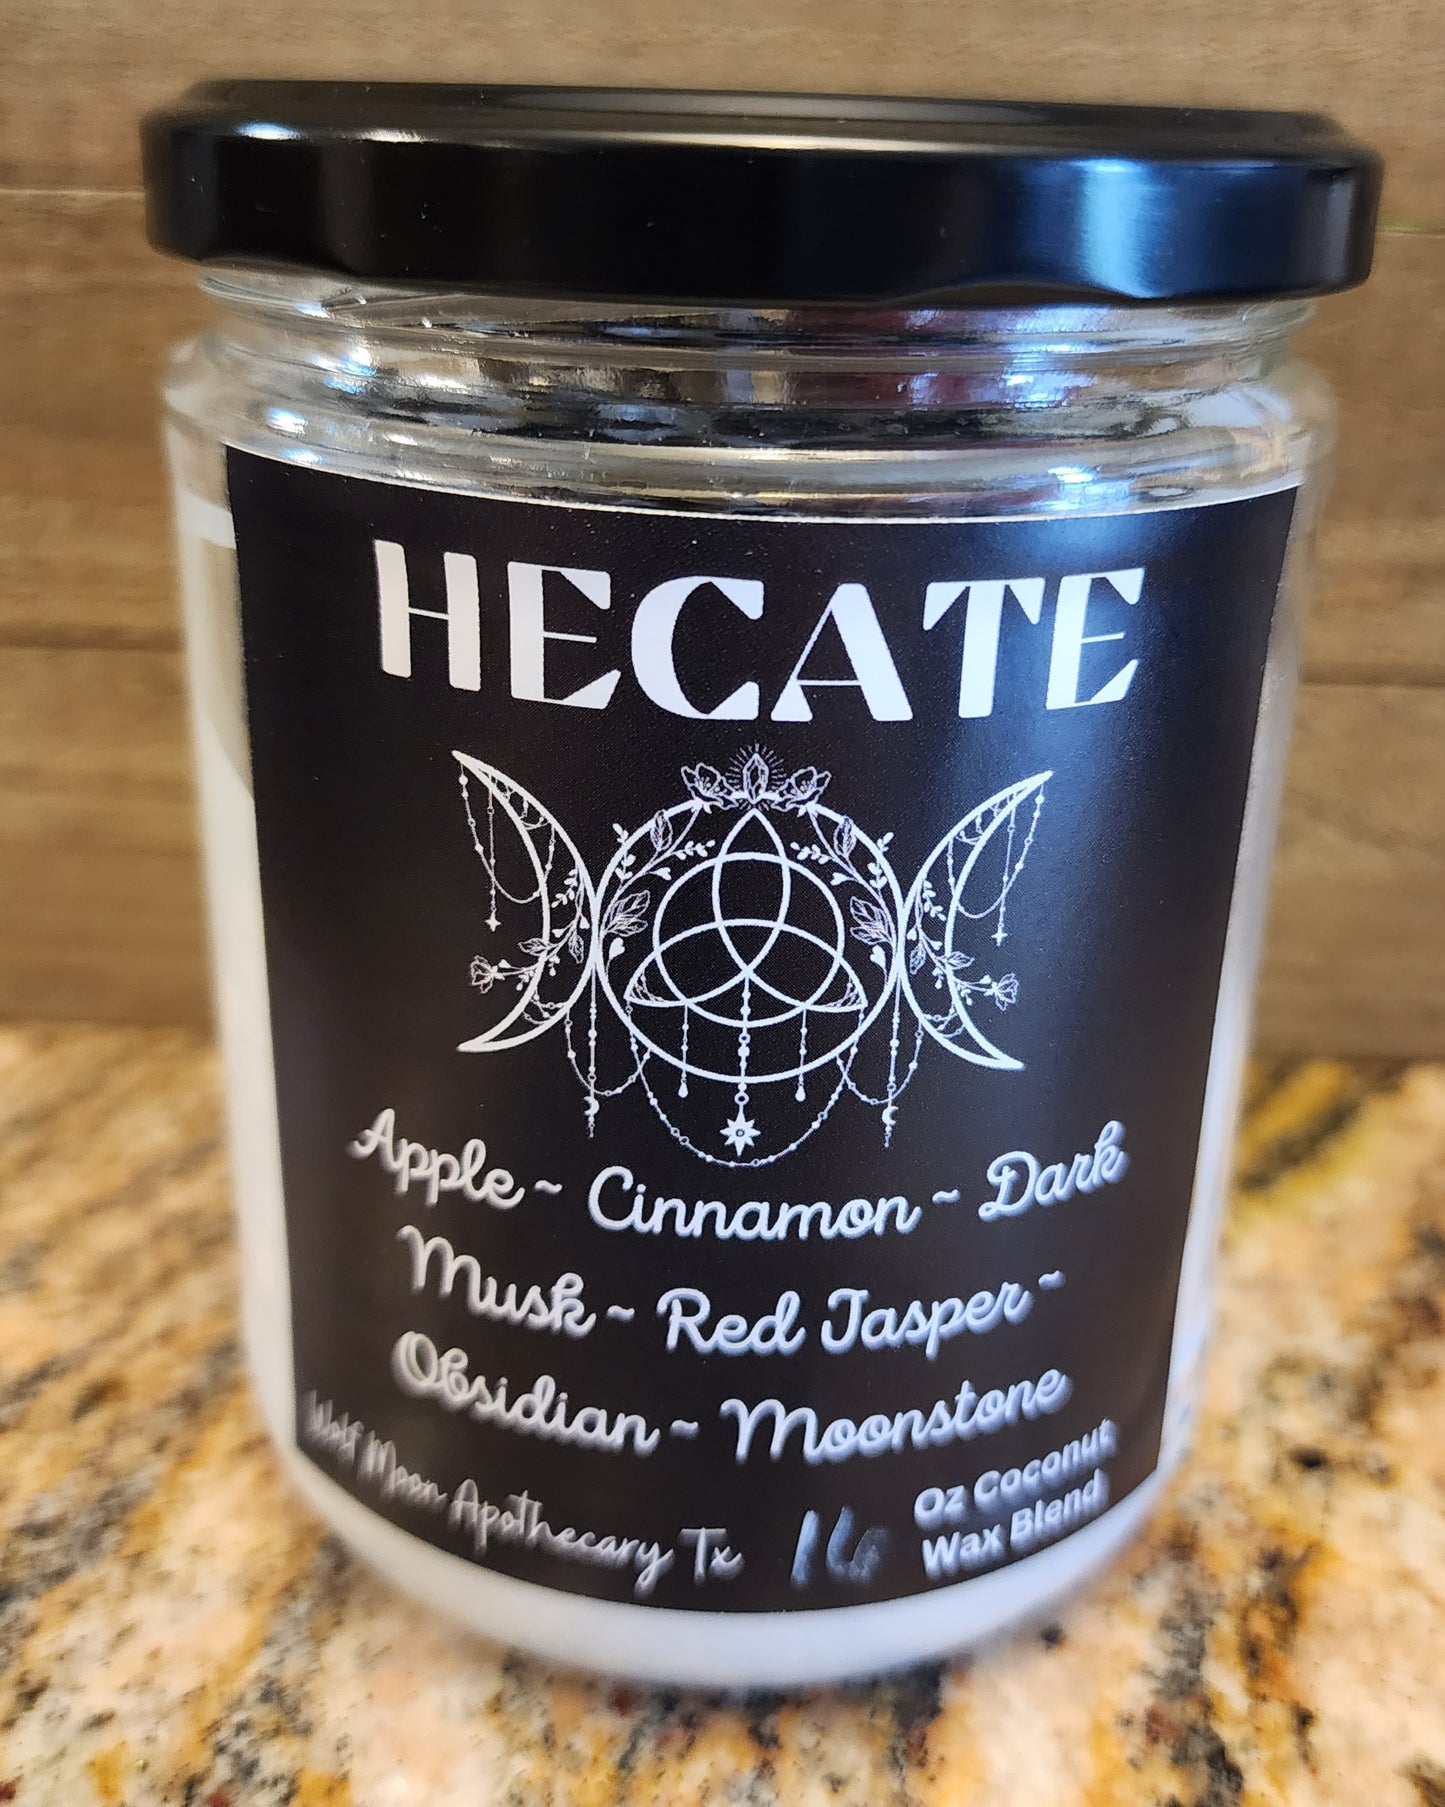 HECATE
Apple ~ Cinnamon ~ Dark
Musk ~ Red Jasper ~
Obsidian ~ Moonstone
Wolf Moon Apothecary Tx
16 Oz Coconut
Wax Blend